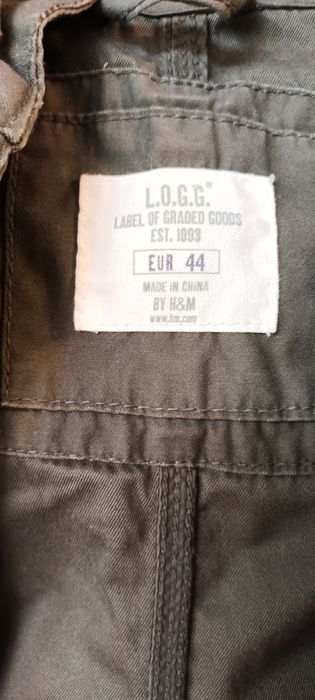 L.O.G.G.®
LABEL OF GRADED GOODS
EST. 1993
EUR 44
MADE IN CHINA
BY H&M
www.hm.com